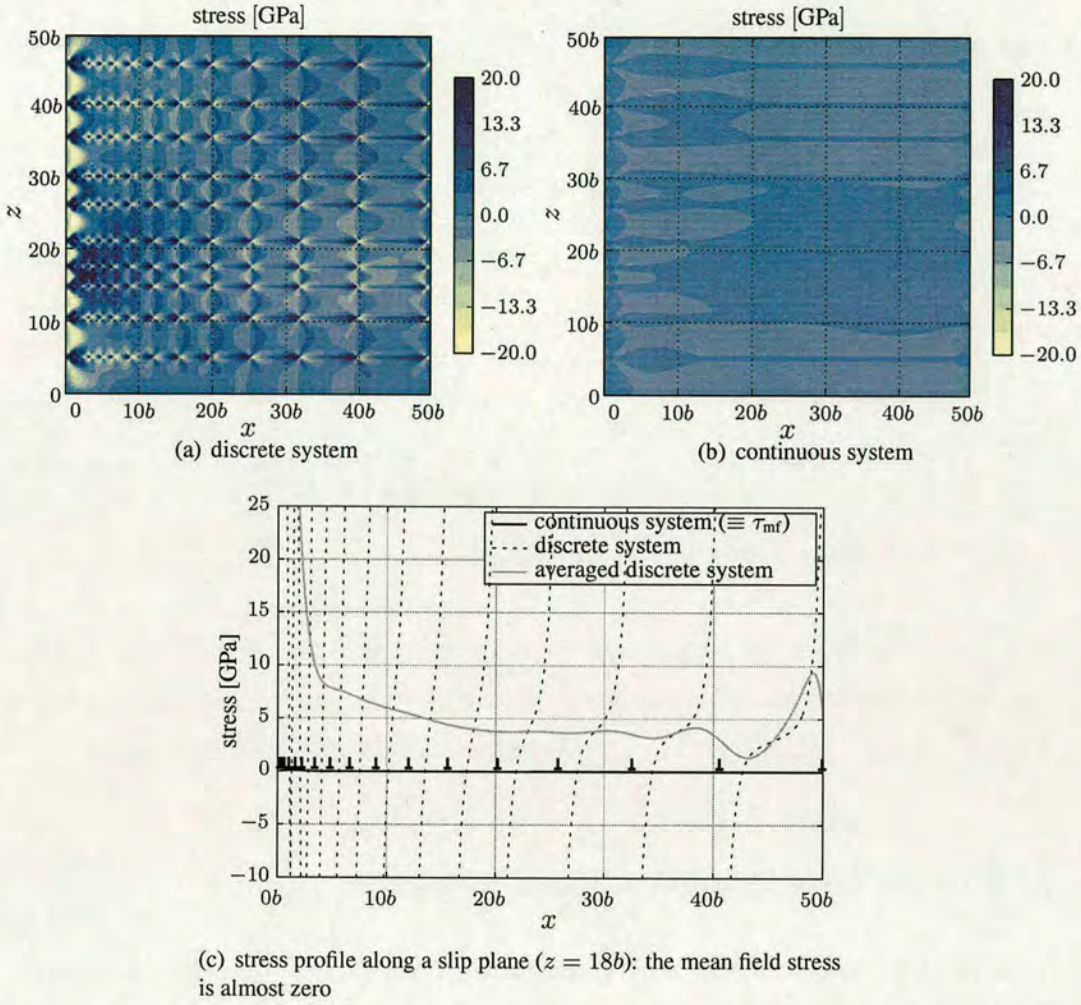 stress [GPa]
50b
40b
30b
20b
10b
0
z
0
10b
20b
30b
40b
50b
x
20.0
13.3
6.7
0.0
−6.7
−13.3
−20.0
(a) discrete system
stress [GPa]
50b
40b
30b
20b
10b
0
z
0
10b
20b
30b
40b
50b
x
20.0
13.3
6.7
0.0
−6.7
−13.3
−20.0
(b) continuous system
25
20
15
10
5
0
−5
−10
stress [GPa]
continuous system (≡ τmf)
discrete system
averaged discrete system
0b
10b
20b
30b
40b
50b
x
(c) stress profile along a slip plane (z = 18b): the mean field stress
is almost zero